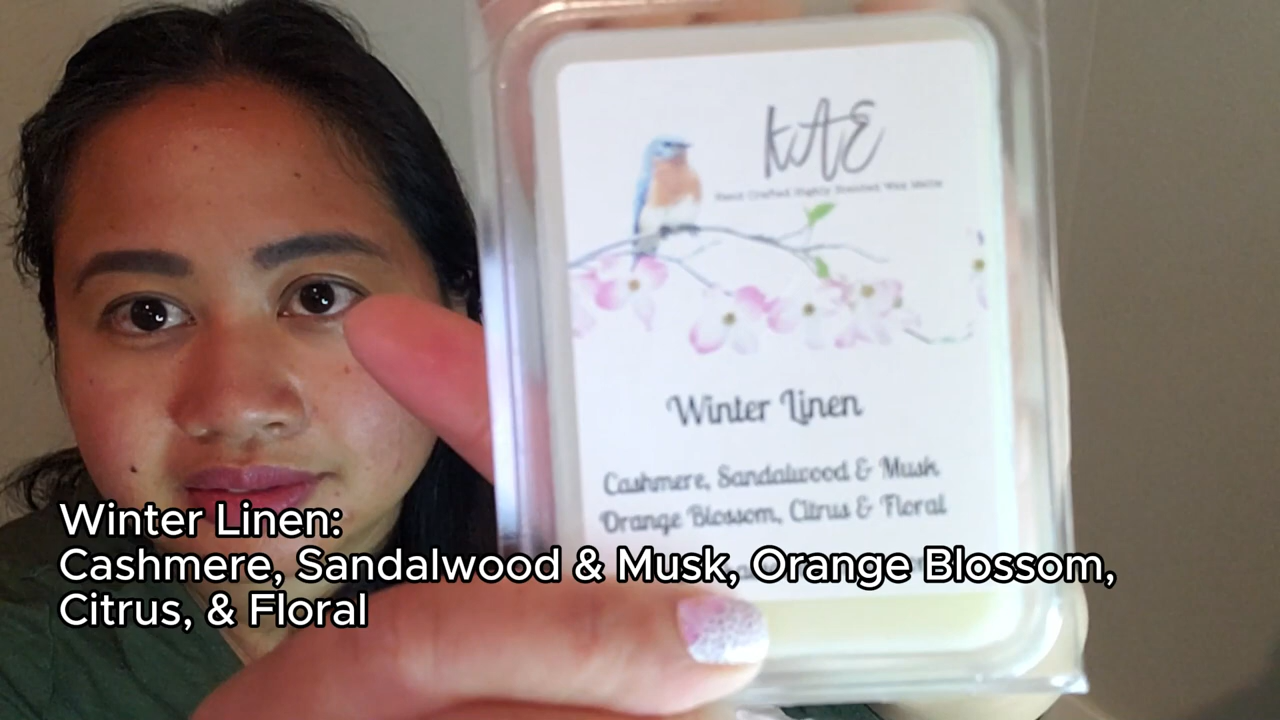 KAE
Hand Crafted Highly Scented Wax Melts
Winter Linen
Cashmere, Sandalwood & Musk
Orange Blossom, Citrus & Floral
Winter Linen:
Cashmere, Sandalwood & Musk, Orange Blossom,
Citrus, & Floral